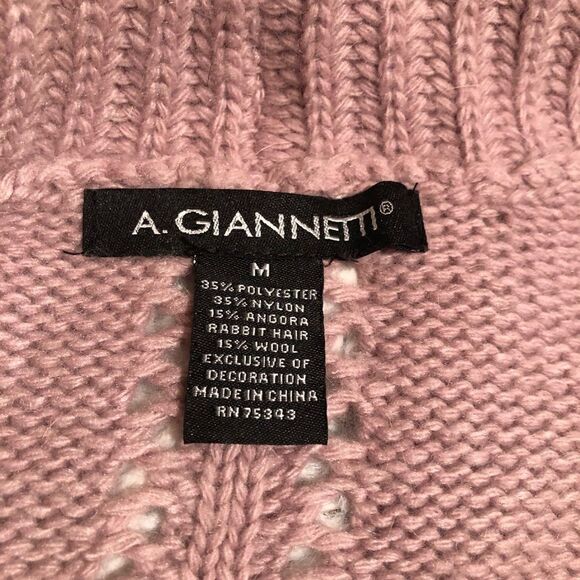 A. GIANNETTI®
M
35% POLYESTER
35% NYLON
15% ANGORA
RABBIT HAIR
15% WOOL
EXCLUSIVE OF
DECORATION
MADE IN CHINA
RN 75343